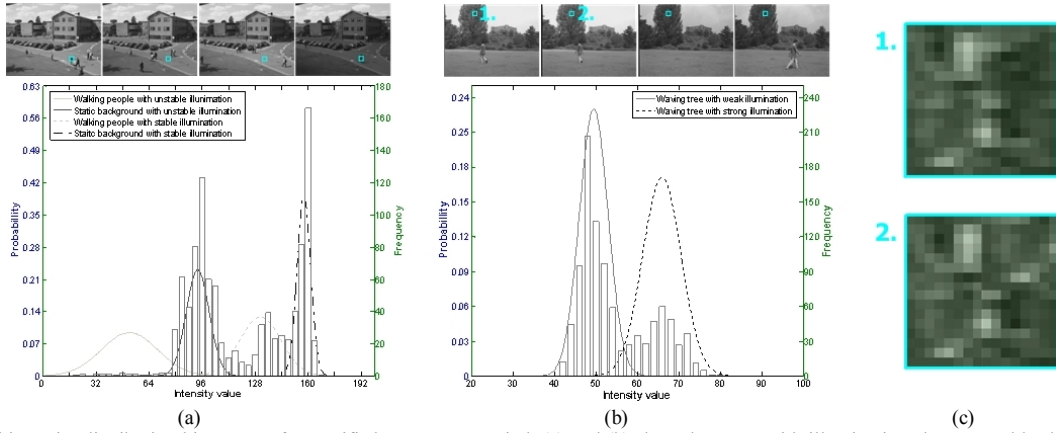 1.
2.
1.
Walking people with unstable illunimation
Static background with unstable illumination
Walking people with stable illumination
Staitc background with stable illumination
0.63
0.56
0.49
0.42
0.35
0.28
0.21
0.14
0.07
0
Probabillity
180
160
140
120
100
80
60
40
20
0
Frequency
0 32 64 96 128 160 192
Intensity value
(a)
Waving tree with weak illumination
Waving tree with strong illumination
0.24
0.25
0.18
0.15
0.12
0.09
0.06
0.03
0
Probability
240
210
180
150
120
90
60
30
0
Frequency
20 30 40 50 60 70 80 90 100
Intensity value
(b)
2.
(c)